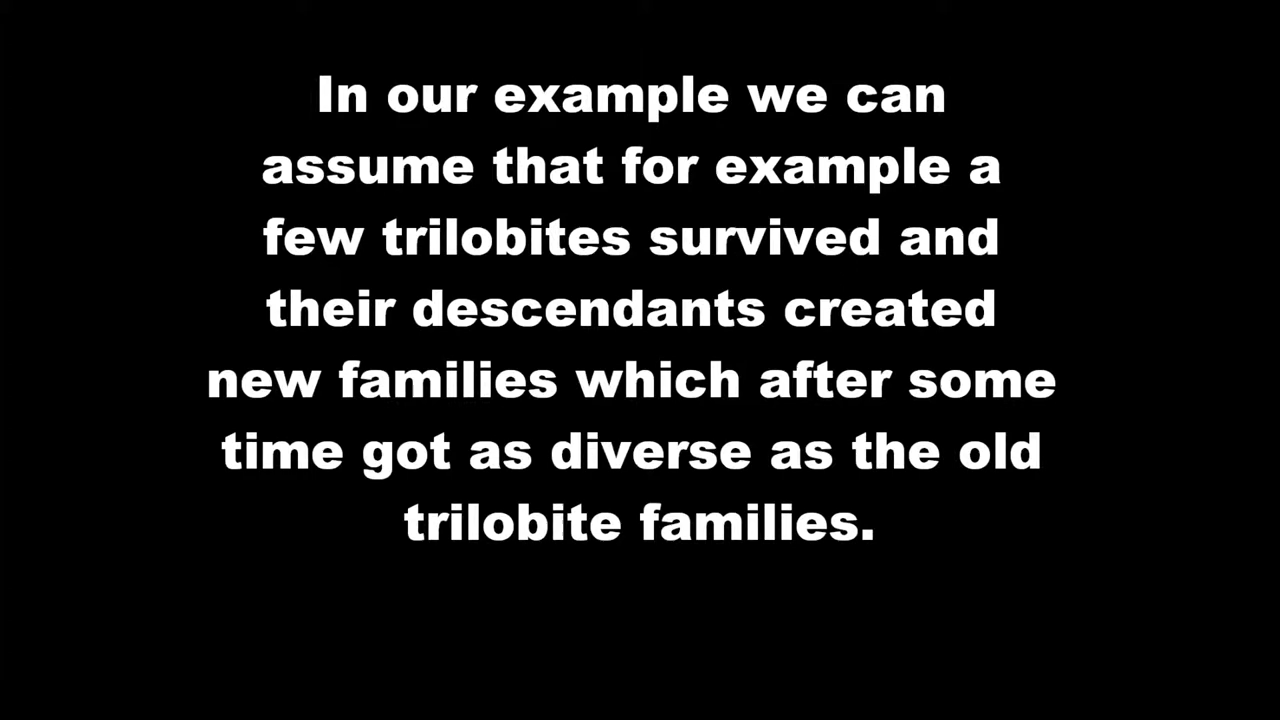 In our example we can
assume that for example a
few trilobites survived and
their descendants created
new families which after some
time got as diverse as the old
trilobite families.